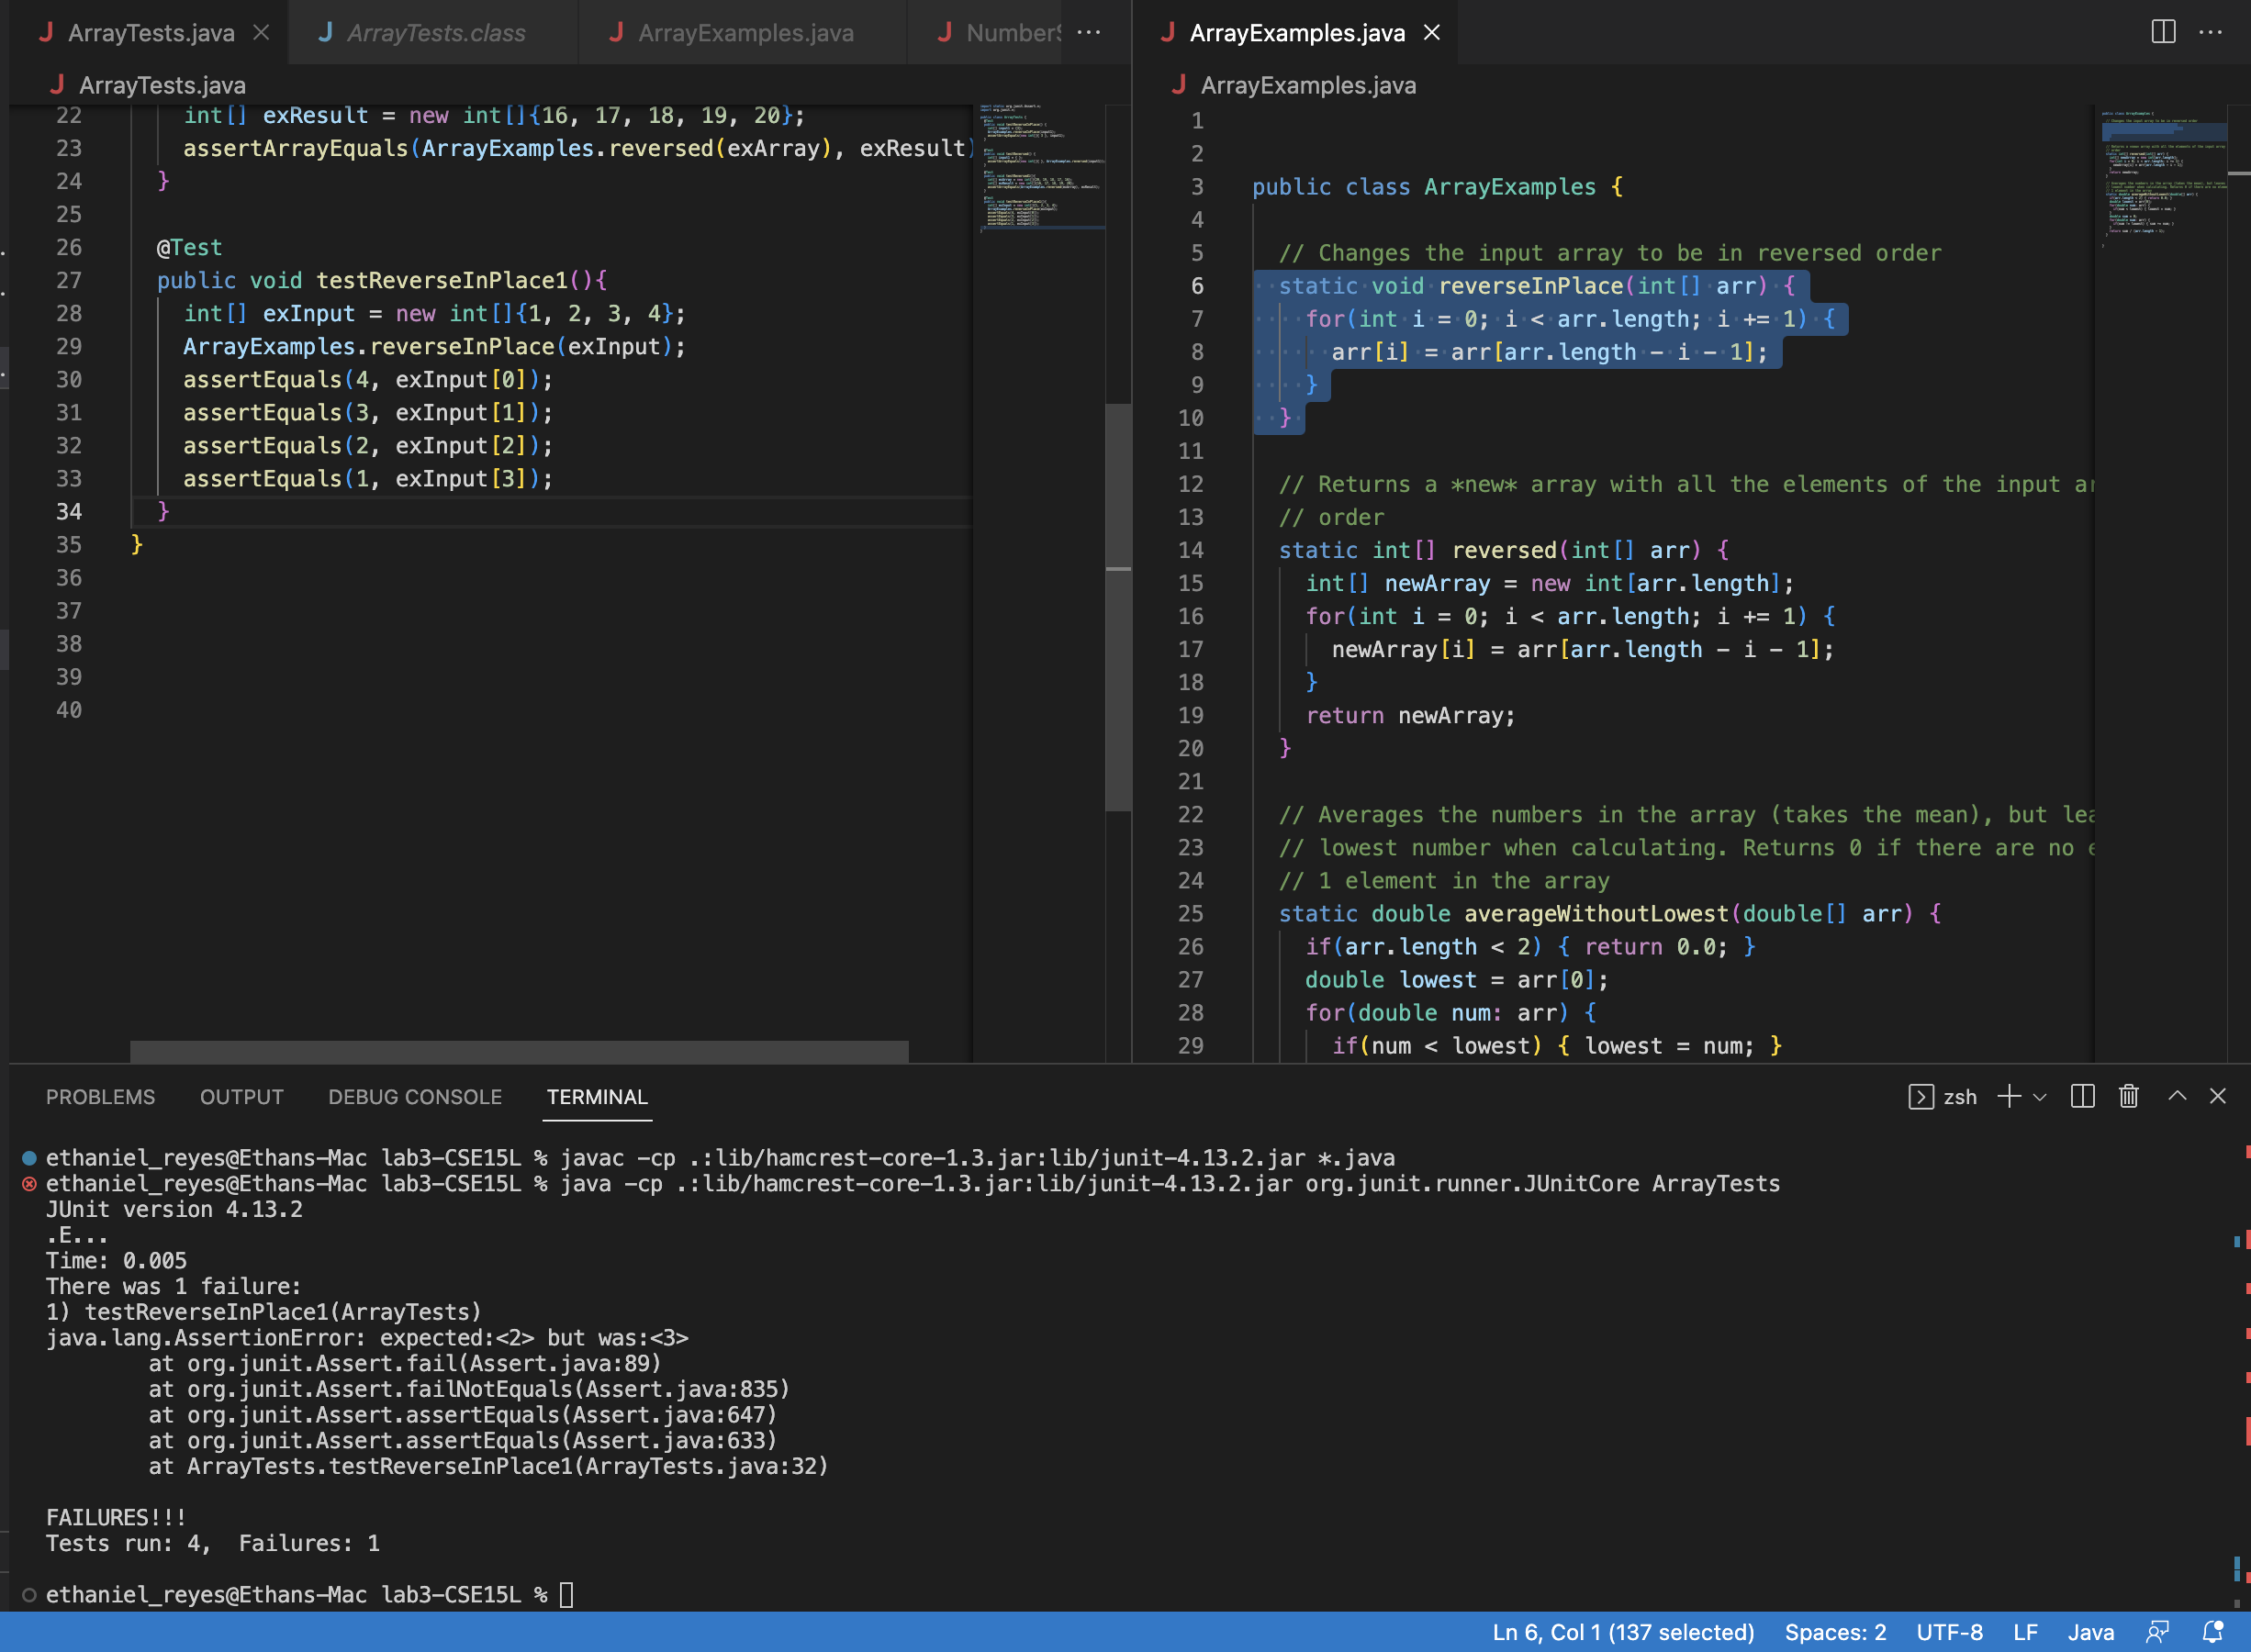 ArrayTests.java
ArrayTests.class
ArrayExamples.java
Number
ArrayTests.java
22 int[] exResult = new int[]{16, 17, 18, 19, 20};
23 assertArrayEquals(ArrayExamples.reversed(exArray), exResult)
24 }
25
26 @Test
27 public void testReverseInPlace1(){
28 int[] exInput = new int[]{1, 2, 3, 4};
29 ArrayExamples.reverseInPlace(exInput);
30 assertEquals(4, exInput[0]);
31 assertEquals(3, exInput[1]);
32 assertEquals(2, exInput[2]);
33 assertEquals(1, exInput[3]);
34 }
35 }
36
37
38
39
40
ArrayExamples.java
ArrayExamples.java
1
2
3 public class ArrayExamples {
4
5 // Changes the input array to be in reversed order
6 static void reverseInPlace(int[] arr) {
7 for(int i = 0; i < arr.length; i += 1) {
8 arr[i] = arr[arr.length - i - 1];
9 }
10 }
11
12 // Returns a *new* array with all the elements of the input ar
13 // order
14 static int[] reversed(int[] arr) {
15 int[] newArray = new int[arr.length];
16 for(int i = 0; i < arr.length; i += 1) {
17 newArray[i] = arr[arr.length - i - 1];
18 }
19 return newArray;
20 }
21
22 // Averages the numbers in the array (takes the mean), but lea
23 // lowest number when calculating. Returns 0 if there are no e
24 // 1 element in the array
25 static double averageWithoutLowest(double[] arr) {
26 if(arr.length < 2) { return 0.0; }
27 double lowest = arr[0];
28 for(double num: arr) {
29 if(num < lowest) { lowest = num; }
PROBLEMS OUTPUT DEBUG CONSOLE TERMINAL
zsh
ethaniel_reyes@Ethans-Mac lab3-CSE15L % javac -cp .:lib/hamcrest-core-1.3.jar:lib/junit-4.13.2.jar *.java
ethaniel_reyes@Ethans-Mac lab3-CSE15L % java -cp .:lib/hamcrest-core-1.3.jar:lib/junit-4.13.2.jar org.junit.runner.JUnitCore ArrayTests
JUnit version 4.13.2
.E...
Time: 0.005
There was 1 failure:
1) testReverseInPlace1(ArrayTests)
java.lang.AssertionError: expected:<2> but was:<3>
at org.junit.Assert.fail(Assert.java:89)
at org.junit.Assert.failNotEquals(Assert.java:835)
at org.junit.Assert.assertEquals(Assert.java:647)
at org.junit.Assert.assertEquals(Assert.java:633)
at ArrayTests.testReverseInPlace1(ArrayTests.java:32)
FAILURES!!!
Tests run: 4,  Failures: 1
ethaniel_reyes@Ethans-Mac lab3-CSE15L %
Ln 6, Col 1 (137 selected) Spaces: 2 UTF-8 LF Java